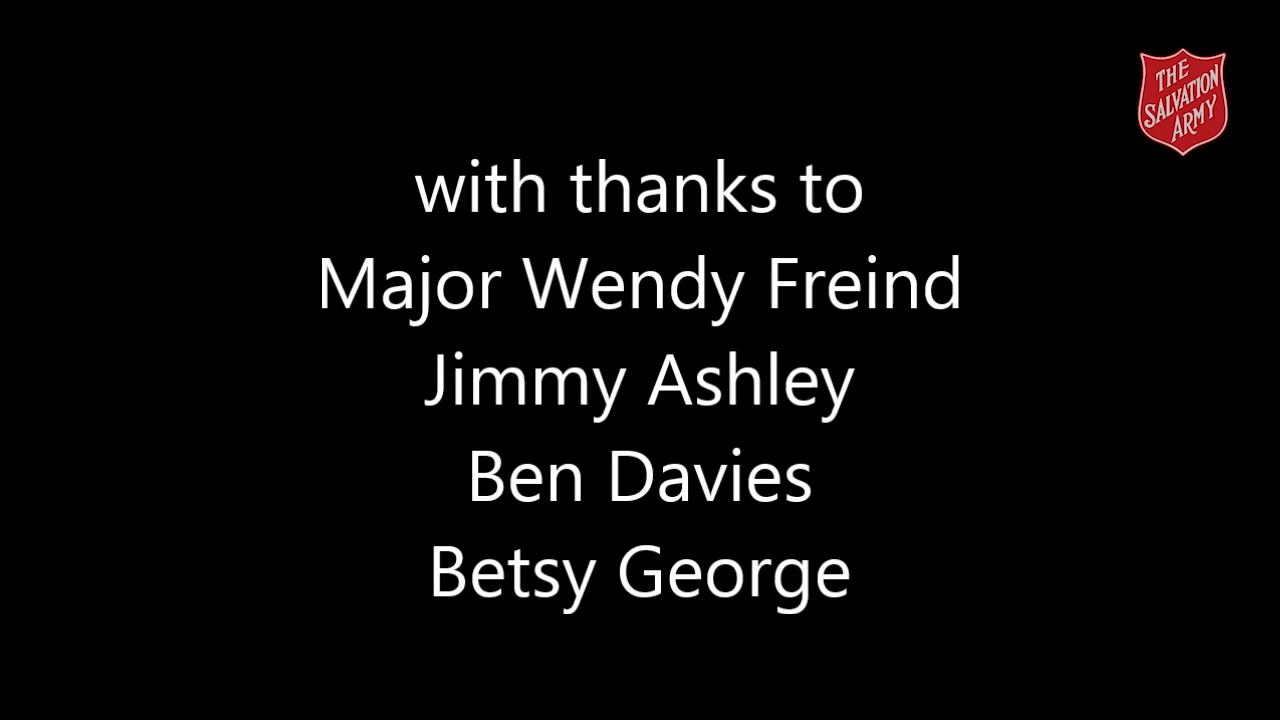 THE
SALVATION
ARMY
with thanks to
Major Wendy Freind
Jimmy Ashley
Ben Davies
Betsy George